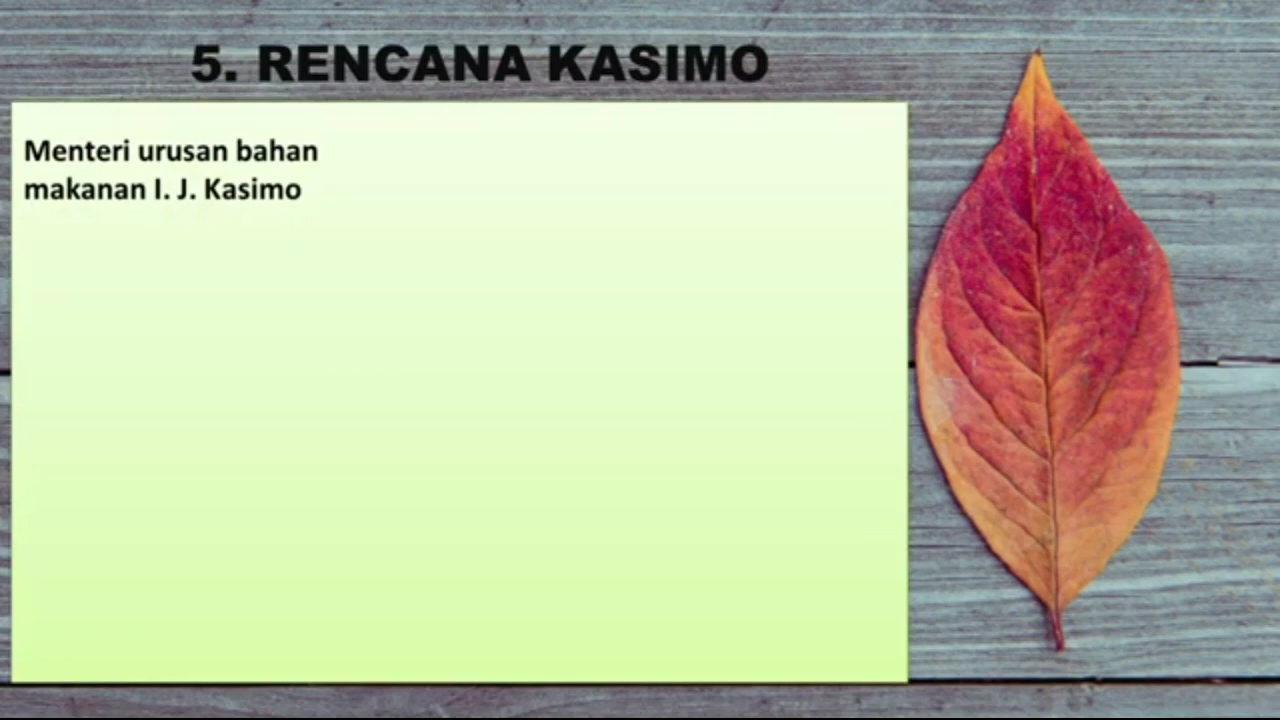 5. RENCANA KASIMO
Menteri urusan bahan
makanan I. J. Kasimo